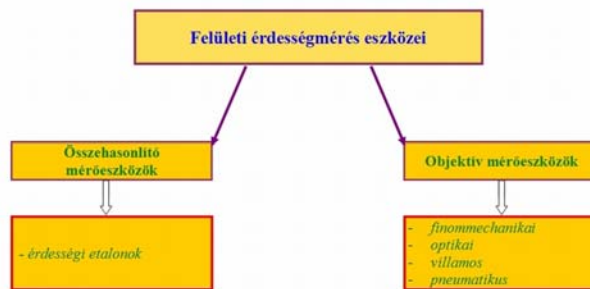 Felületi érdességmérés eszközei
Összehasonlító
mérőeszközök
Objektív mérőeszközök
- érdességi etalonok
- finommechanikai
- optikai
- villamos
- pneumatikus